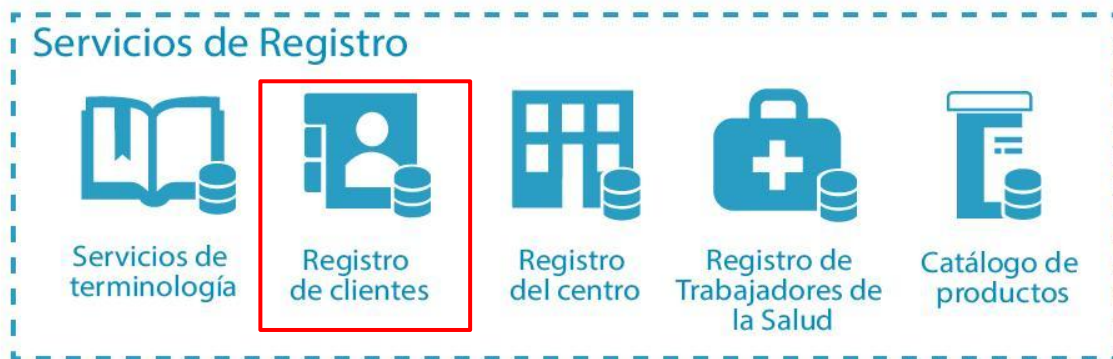 Servicios de Registro
Servicios de
terminología
Registro
de clientes
Registro
del centro
Registro de
Trabajadores de
la Salud
Catálogo de
productos